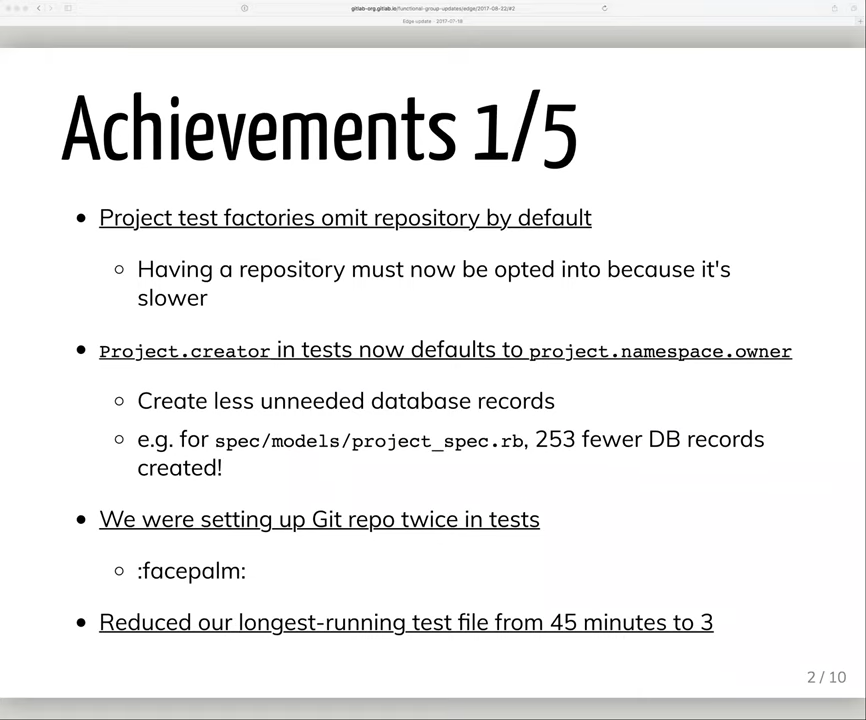 gitlab-org.gitlab.io/functional-group-updates/edge/2017-08-22/#2
Edge update · 2017-07-18
Achievements 1/5
Project test factories omit repository by default
Having a repository must now be opted into because it's
slower
Project.creator in tests now defaults to project.namespace.owner
Create less unneeded database records
e.g. for spec/models/project_spec.rb, 253 fewer DB records
created!
We were setting up Git repo twice in tests
:facepalm:
Reduced our longest-running test file from 45 minutes to 3
2 / 10